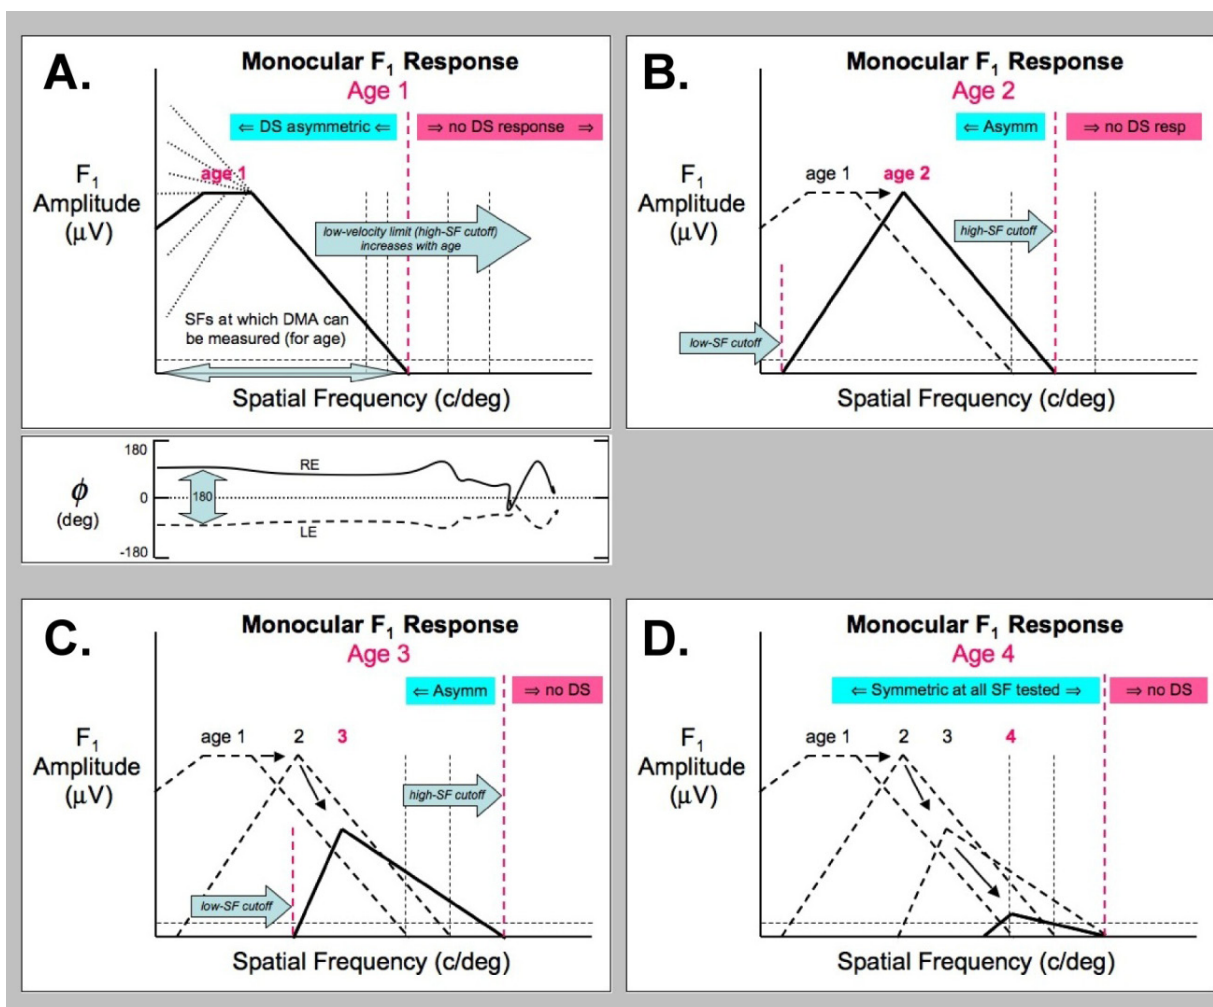 A.
Monocular F₁ Response
Age 1
⇐ DS asymmetric ⇐
⇒ no DS response ⇒
F₁
Amplitude
(μV)
age 1
low-velocity limit (high-SF cutoff)
increases with age
SFs at which DMA can
be measured (for age)
Spatial Frequency (c/deg)
B.
Monocular F₁ Response
Age 2
⇐ Asymm
⇒ no DS resp
F₁
Amplitude
(μV)
age 1
age 2
high-SF cutoff
low-SF cutoff
Spatial Frequency (c/deg)
ϕ
(deg)
180
0
-180
RE
180
LE
C.
Monocular F₁ Response
Age 3
⇐ Asymm
⇒ no DS
F₁
Amplitude
(μV)
age 1
2
3
high-SF cutoff
low-SF cutoff
Spatial Frequency (c/deg)
D.
Monocular F₁ Response
Age 4
⇐ Symmetric at all SF tested ⇒
⇒ no DS
F₁
Amplitude
(μV)
age 1
2
3
4
Spatial Frequency (c/deg)